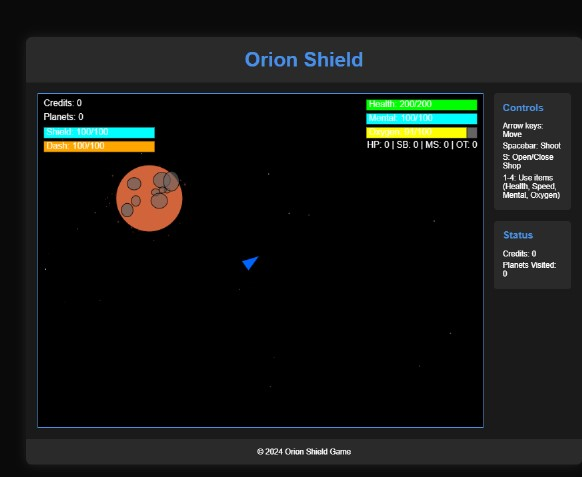 Orion Shield
Credits: 0
Planets: 0
Shield: 100/100
Dash: 100/100
Health: 200/200
Mental: 100/100
Oxygen: 91/100
HP: 0 | SB: 0 | MS: 0 | OT: 0
Controls
Arrow keys:
Move
Spacebar: Shoot
S: Open/Close
Shop
1-4: Use items
(Health, Speed,
Mental, Oxygen)
Status
Credits: 0
Planets Visited:
0
© 2024 Orion Shield Game